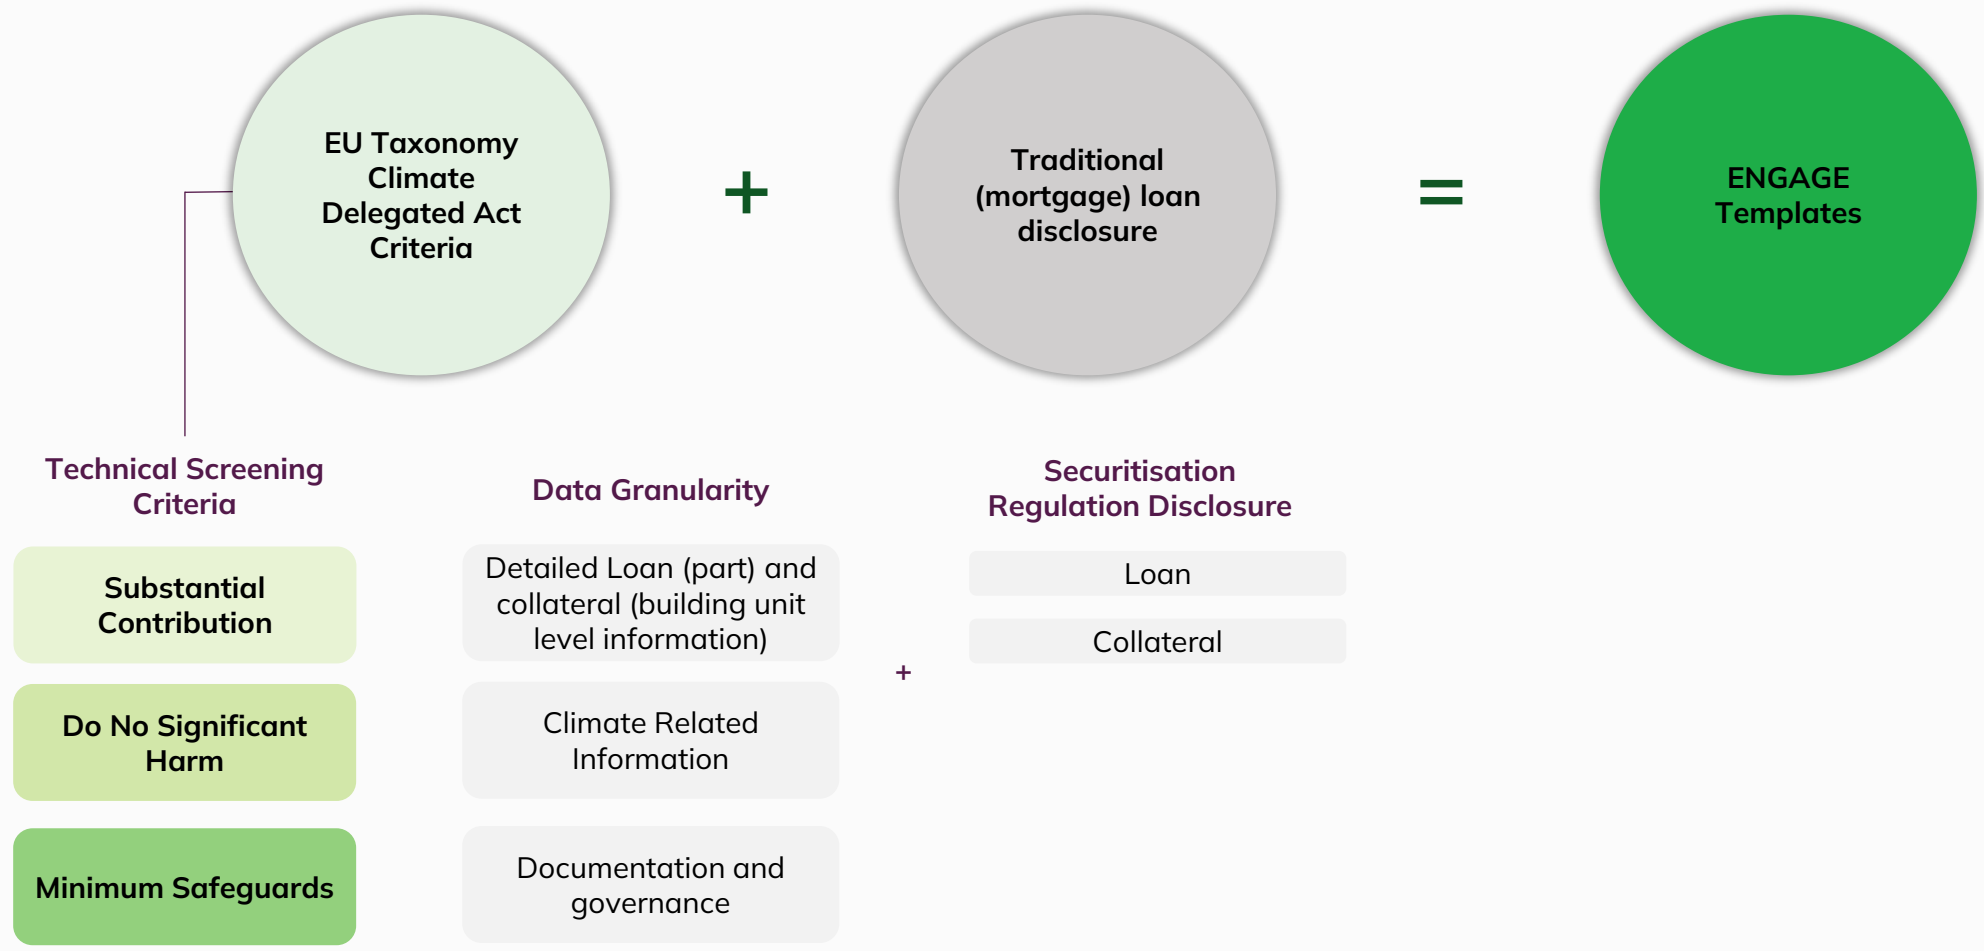 EU Taxonomy
Climate
Delegated Act
Criteria
+
Traditional
(mortgage) loan
disclosure
=
ENGAGE
Templates
Technical Screening
Criteria
Substantial
Contribution
Do No Significant
Harm
Minimum Safeguards
Data Granularity
Detailed Loan (part) and
collateral (building unit
level information)
Climate Related
Information
Documentation and
governance
+
Securitisation
Regulation Disclosure
Loan
Collateral